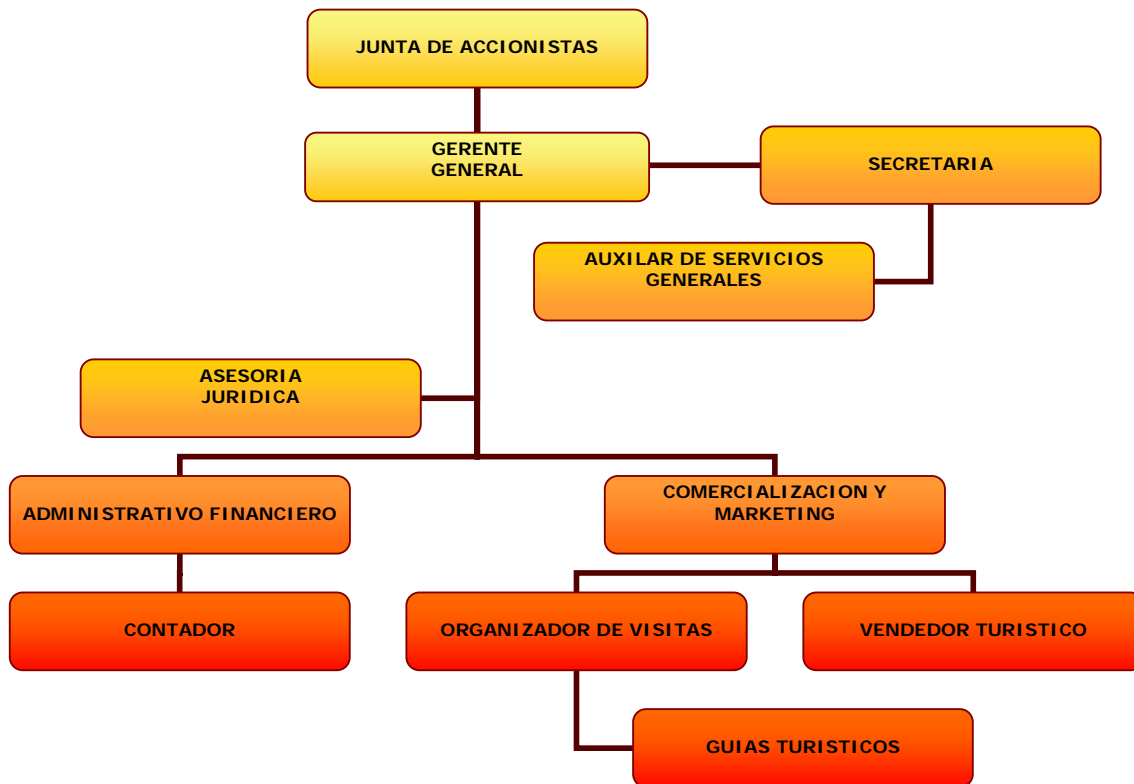 JUNTA DE ACCIONISTAS
GERENTE
GENERAL
SECRETARIA
AUXILAR DE SERVICIOS
GENERALES
ASESORIA
JURIDICA
ADMINISTRATIVO FINANCIERO
COMERCIALIZACION Y
MARKETING
CONTADOR
ORGANIZADOR DE VISITAS
VENDEDOR TURISTICO
GUIAS TURISTICOS